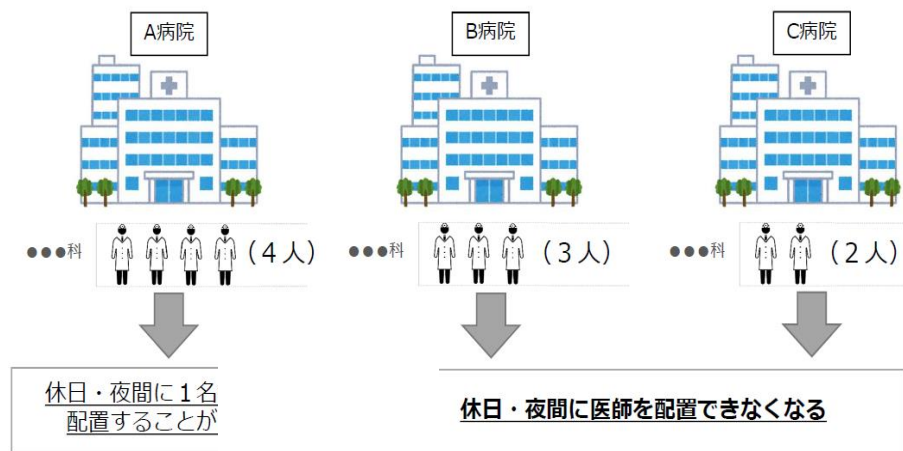 A病院
B病院
C病院
●●●科 (4人)
●●●科 (3人)
●●●科 (2人)
休日・夜間に1名
配置することが
休日・夜間に医師を配置できなくなる